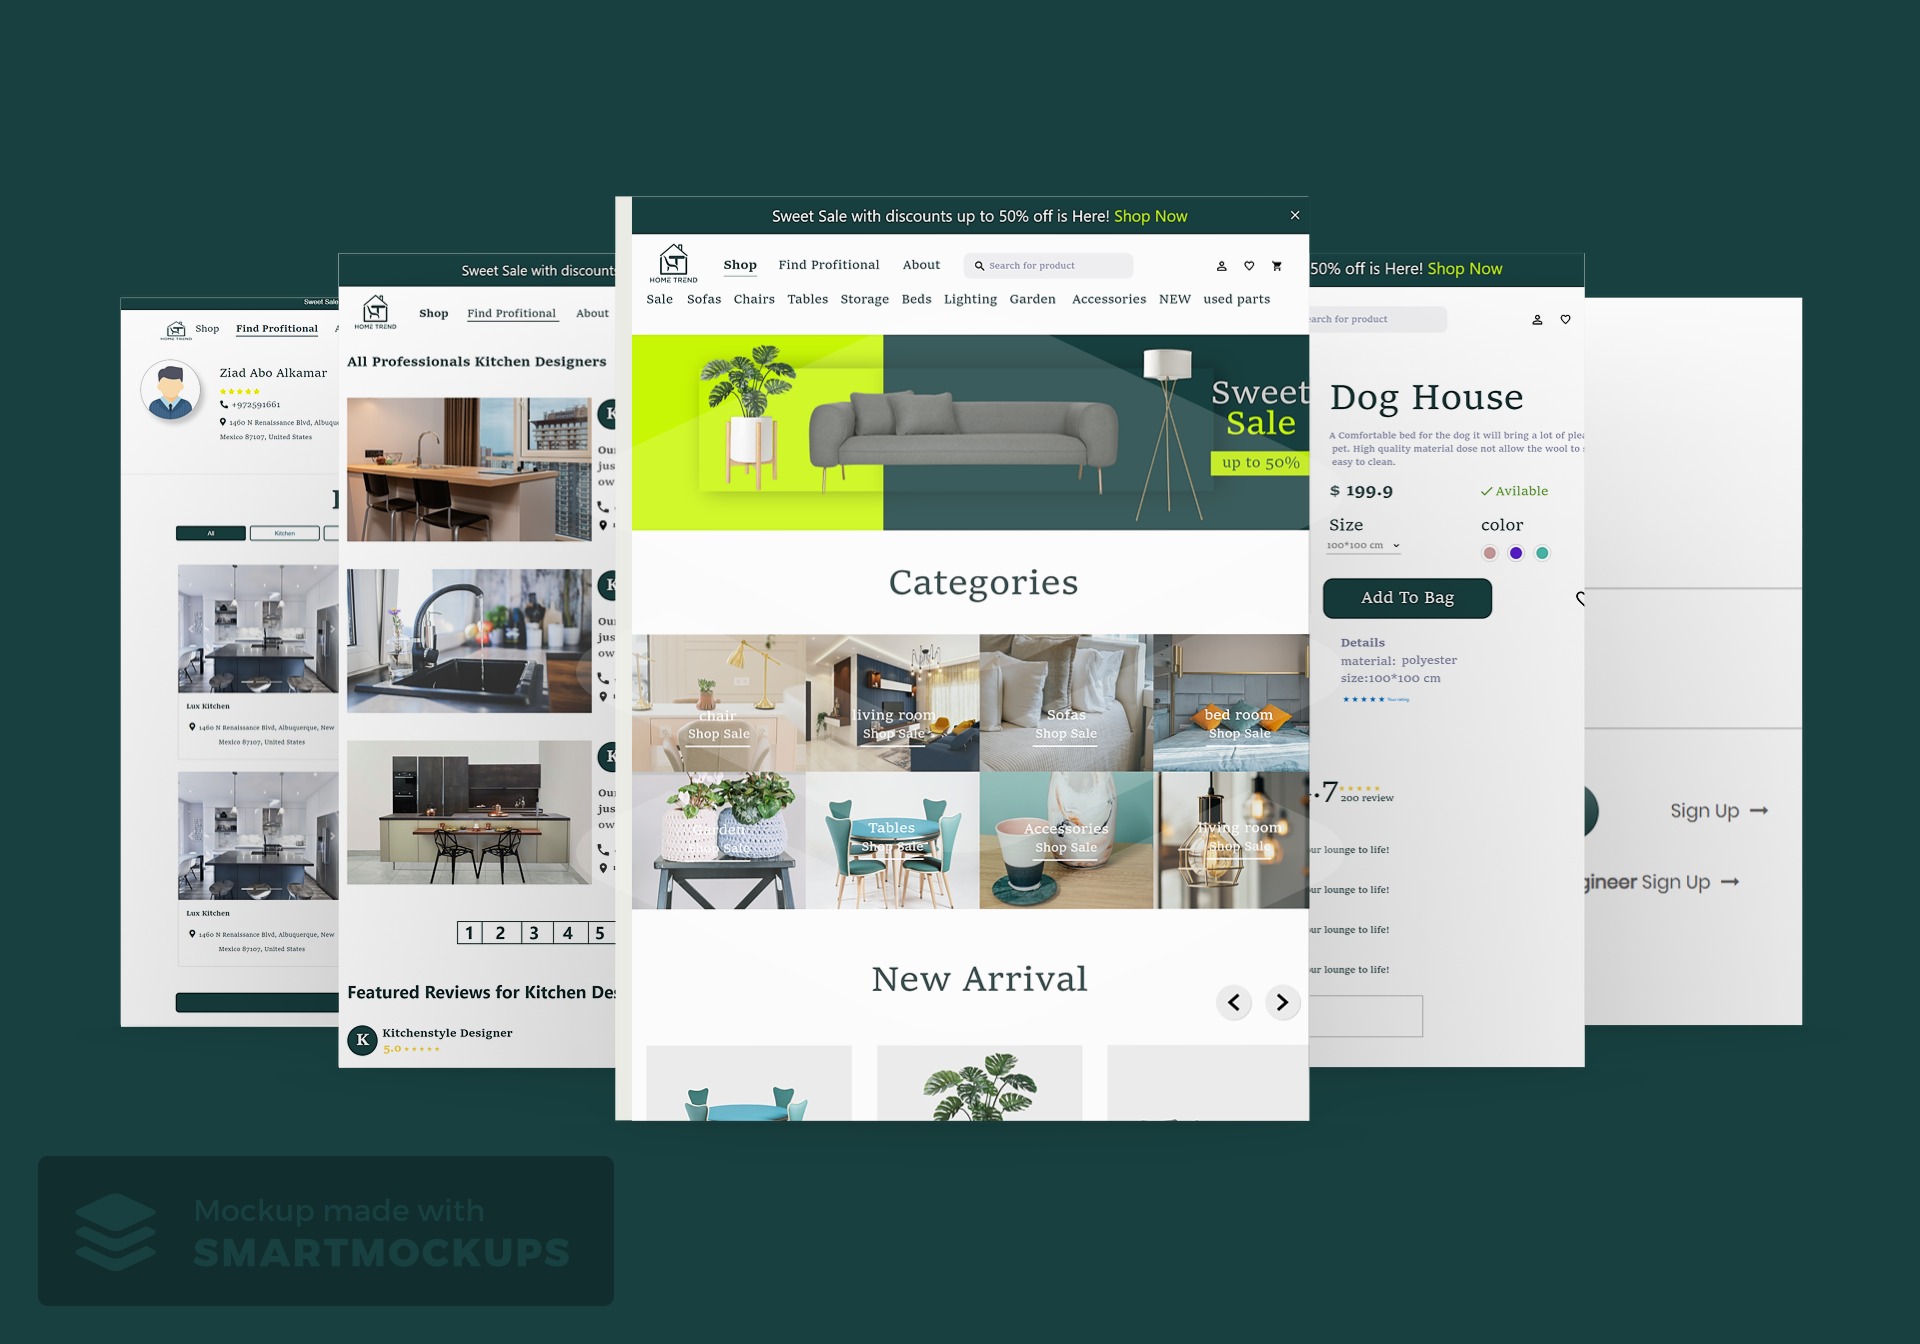 Sweet Sale
HOME TREND
Shop Find Profitional
Ziad Abo Alkamar
+972591661
1460 N Renaissance Blvd,
Mexico 87107, United States
All Kitchen
Lux Kitchen
1460 N Renaissance Blvd, Albuquerque, New
Mexico 87107, United States
Lux Kitchen
1460 N Renaissance Blvd, Albuquerque, New
Mexico 87107, United States
Sweet Sale with
HOME TREND
Shop Find Profitional About
All Professionals Kitchen Designers
K
K
K
1 2 3 4 5
Featured Reviews for Kitchen
K Kitchenstyle Designer
5.0
Sweet Sale with discounts up to 50% off is Here! Shop Now
HOME TREND
Shop Find Profitional About Search for product
Sale Sofas Chairs Tables Storage Beds Lighting Garden Accessories NEW used parts
Sweet
Sale
up to 50%
Categories
chair living room Sofas bed room
Shop Sale Shop Sale Shop Sale Shop Sale
Garden Tables Accessories living room
Shop Sale Shop Sale Shop Sale Shop Sale
New Arrival
50% off is Here! Shop Now
for product
Dog House
A Comfortable bed for the dog it will bring a lot of
pet. High quality material dose not allow the wool to
easy to clean.
$ 199.9 Avilable
Size color
100*100 cm
Add To Bag
Details
material: polyester
size:100*100 cm
Your rating
.7
200 review
lounge to life!
lounge to life!
lounge to life!
lounge to life!
Sign Up
Sign Up
Mockup made with
SMARTMOCKUPS